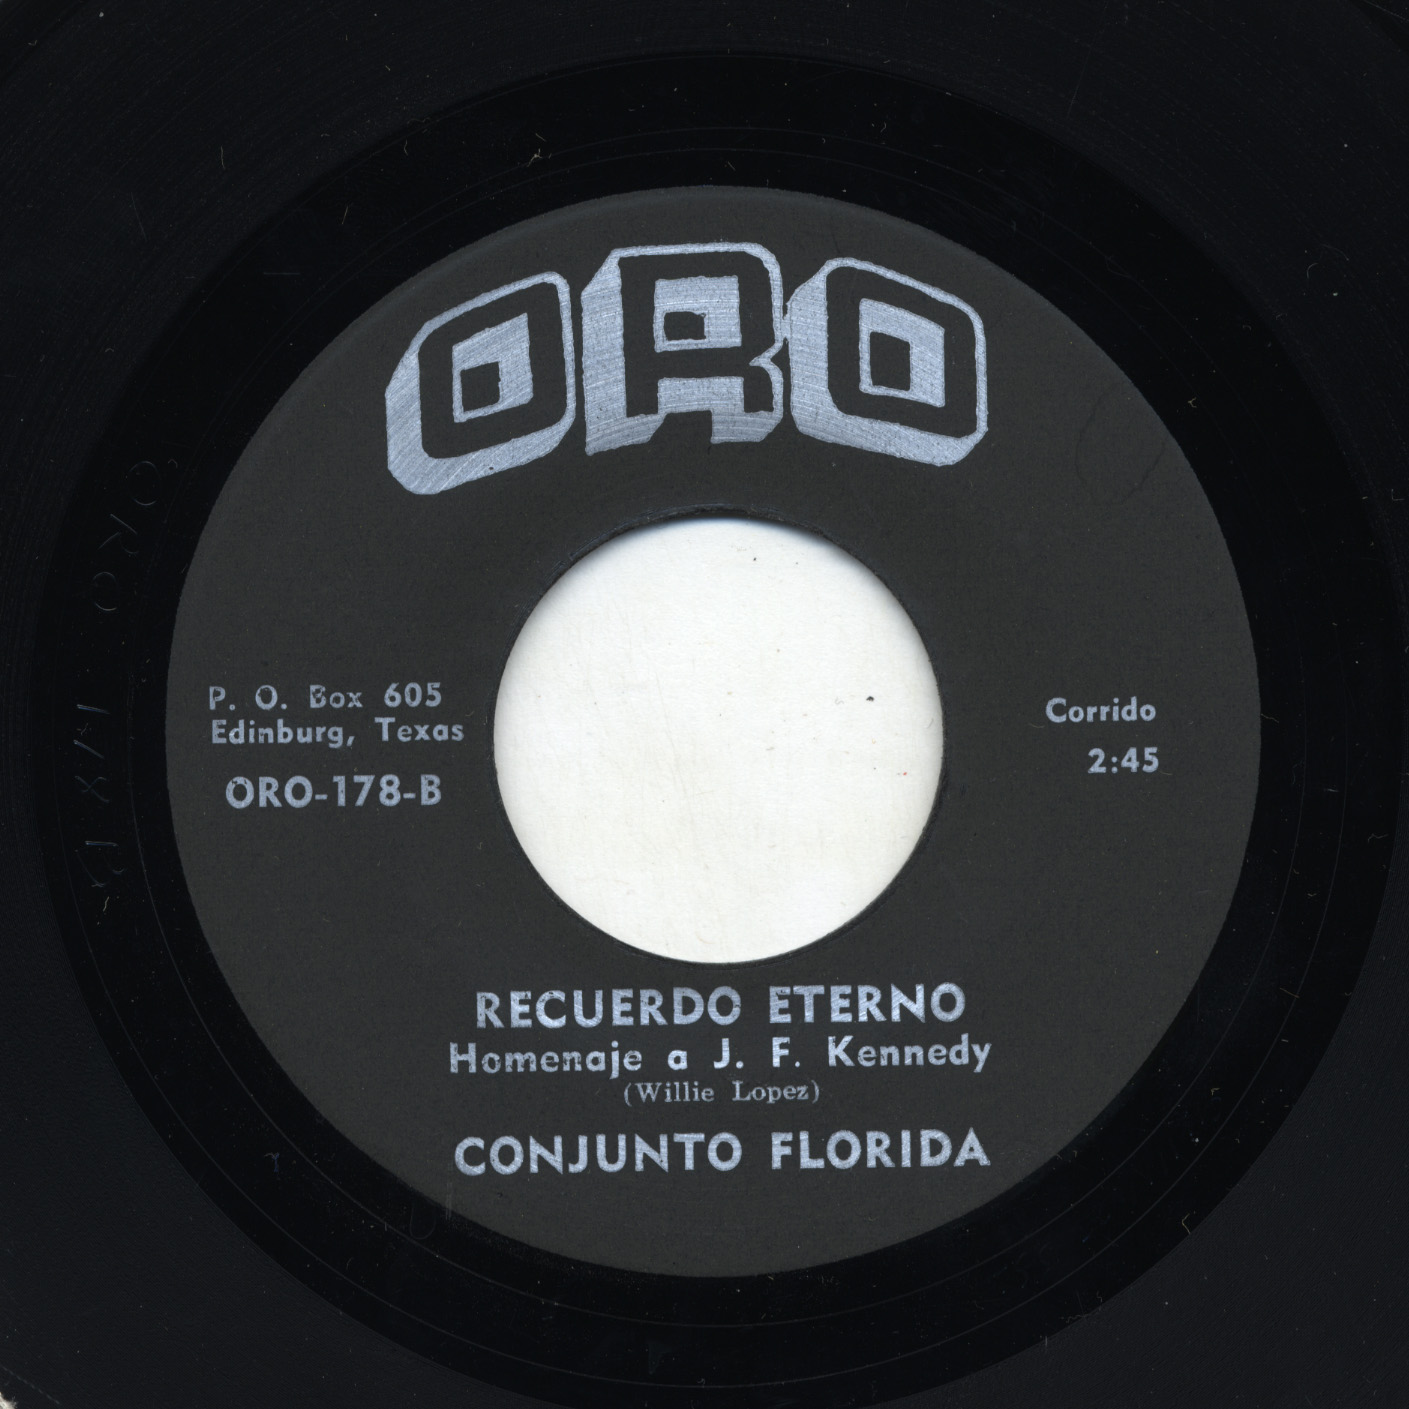 ORO
P. O. Box 605
Edinburg, Texas
ORO-178-B
Corrido
2:45
RECUERDO ETERNO
Homenaje a J. F. Kennedy
(Willie Lopez)
CONJUNTO FLORIDA